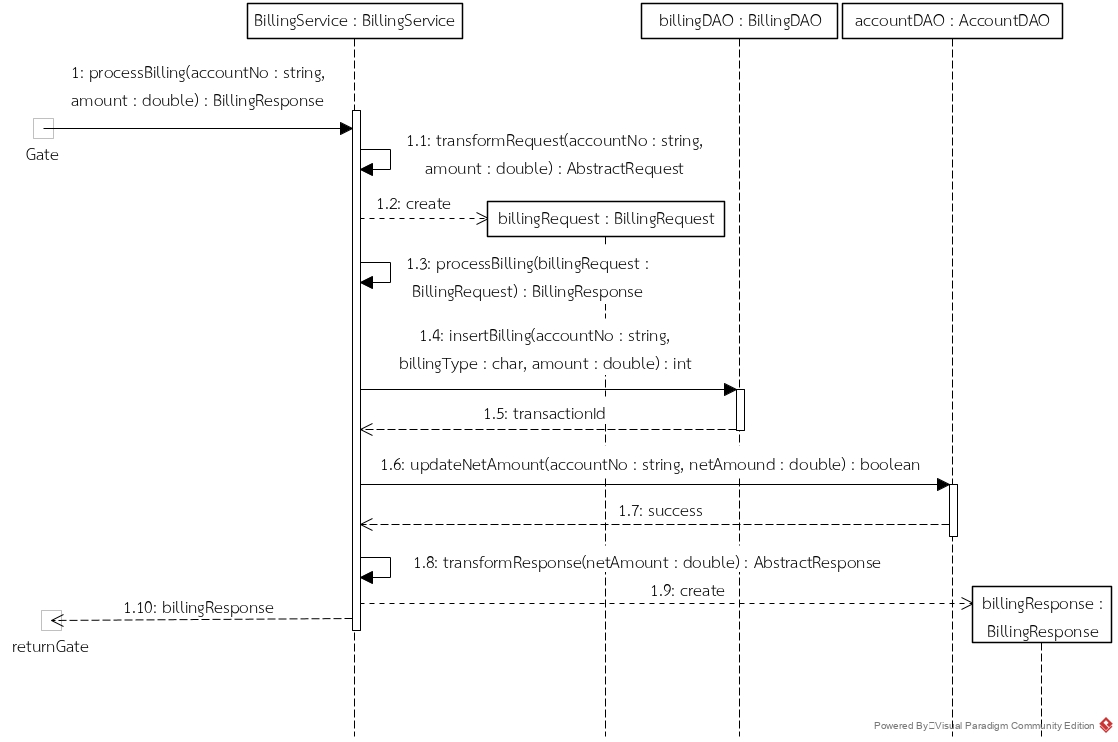 BillingService : BillingService
billingDAO : BillingDAO
accountDAO : AccountDAO
1: processBilling(accountNo : string,
amount : double) : BillingResponse
Gate
1.1: transformRequest(accountNo : string,
amount : double) : AbstractRequest
1.2: create
billingRequest : BillingRequest
1.3: processBilling(billingRequest :
BillingRequest) : BillingResponse
1.4: insertBilling(accountNo : string,
billingType : char, amount : double) : int
1.5: transactionId
1.6: updateNetAmount(accountNo : string, netAmound : double) : boolean
1.7: success
1.8: transformResponse(netAmount : double) : AbstractResponse
1.9: create
billingResponse :
BillingResponse
1.10: billingResponse
returnGate
Powered By Visual Paradigm Community Edition